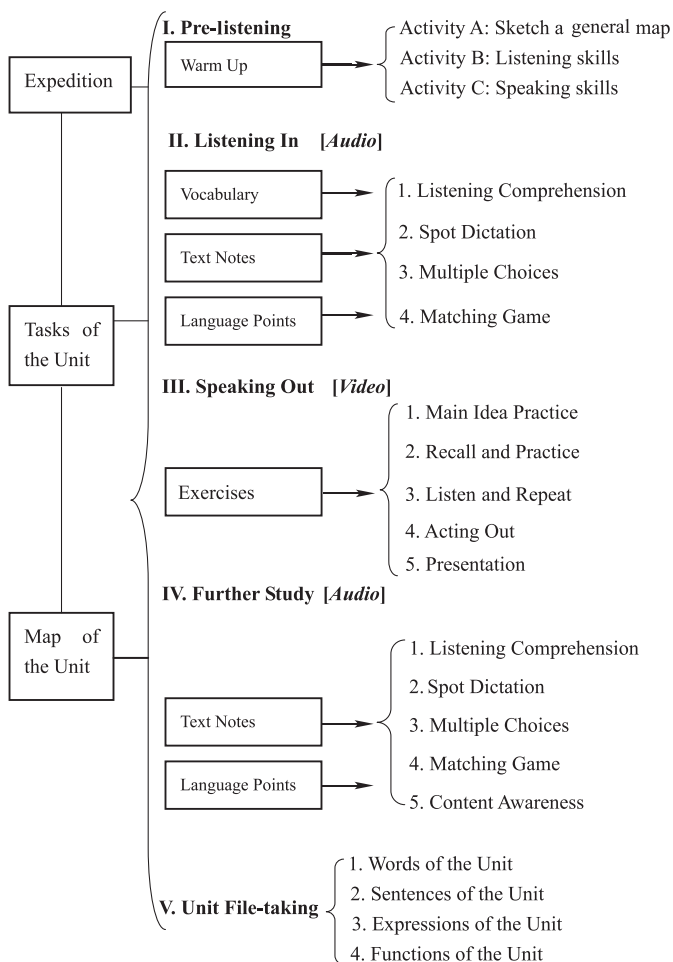 Expedition
Tasks of
the Unit
Map of
the Unit
I. Pre-listening
Warm Up
Activity A: Sketch a general map
Activity B: Listening skills
Activity C: Speaking skills
II. Listening In [Audio]
Vocabulary
Text Notes
Language Points
1. Listening Comprehension
2. Spot Dictation
3. Multiple Choices
4. Matching Game
III. Speaking Out [Video]
Exercises
1. Main Idea Practice
2. Recall and Practice
3. Listen and Repeat
4. Acting Out
5. Presentation
IV. Further Study [Audio]
Text Notes
Language Points
1. Listening Comprehension
2. Spot Dictation
3. Multiple Choices
4. Matching Game
5. Content Awareness
V. Unit File-taking
1. Words of the Unit
2. Sentences of the Unit
3. Expressions of the Unit
4. Functions of the Unit